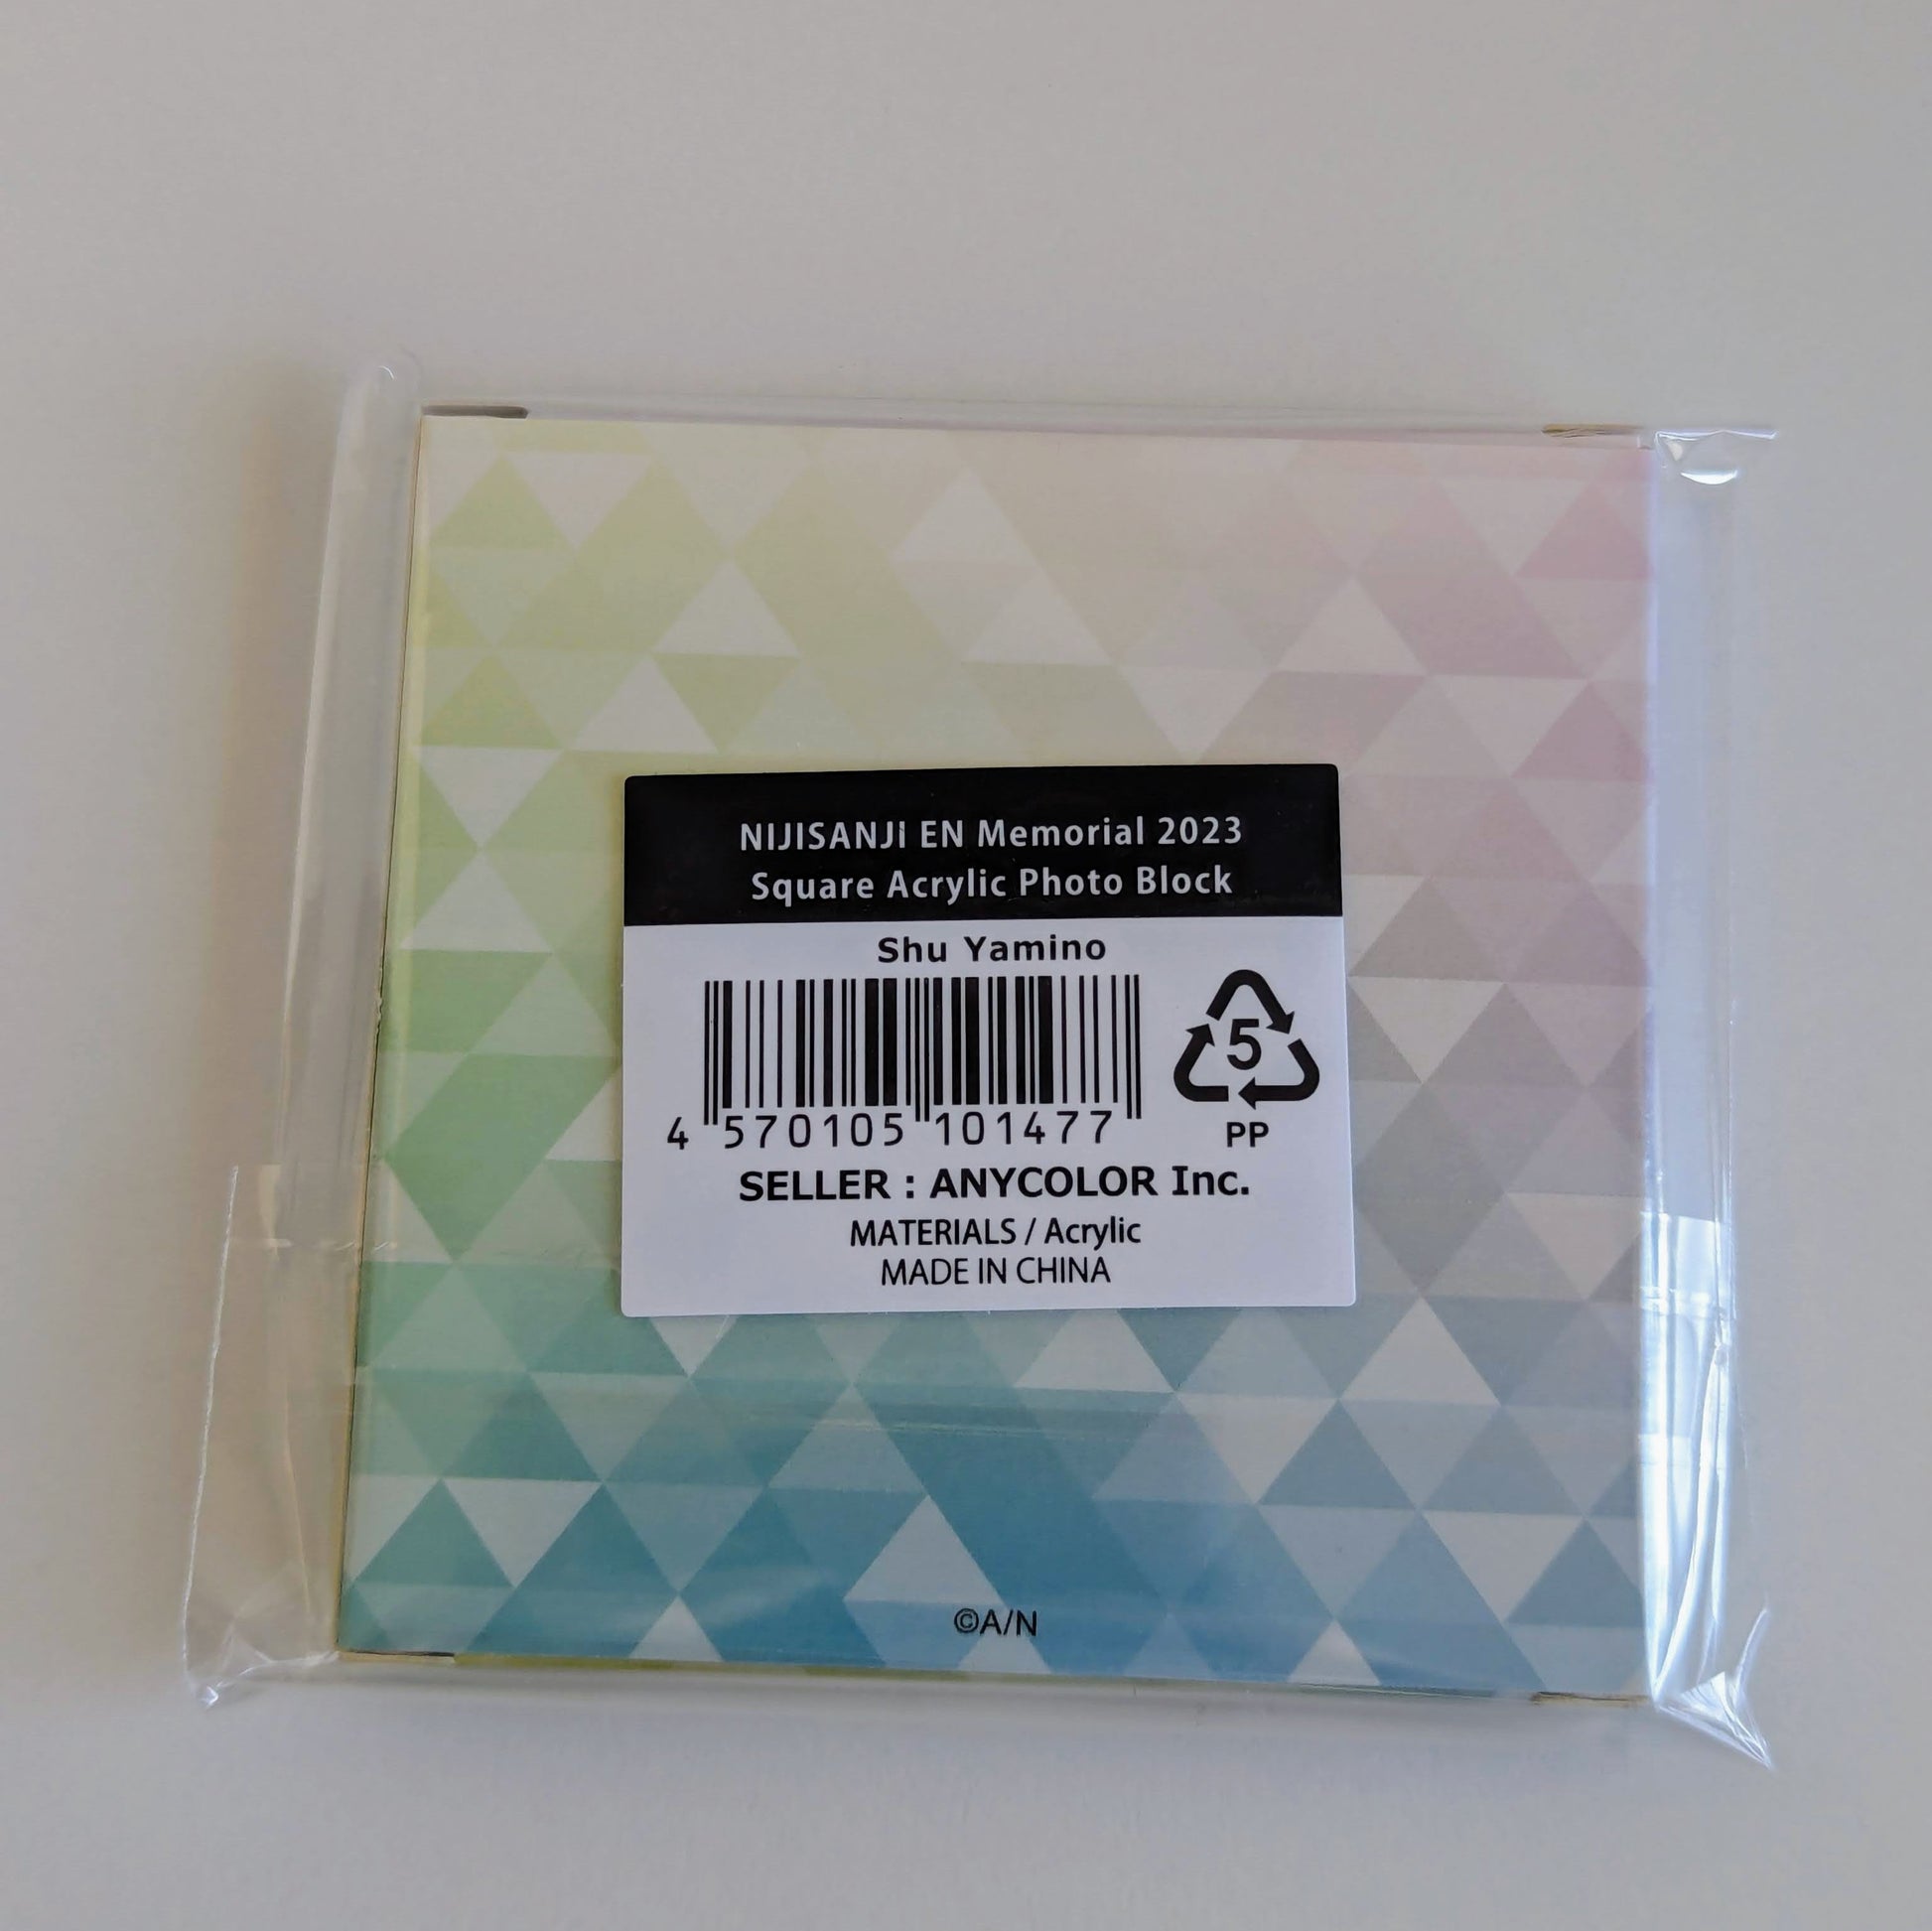 NIJISANJI EN Memorial 2023
Square Acrylic Photo Block
Shu Yamino
5
4 570105 101477
PP
SELLER : ANYCOLOR Inc.
MATERIALS / Acrylic
MADE IN CHINA
©A/N